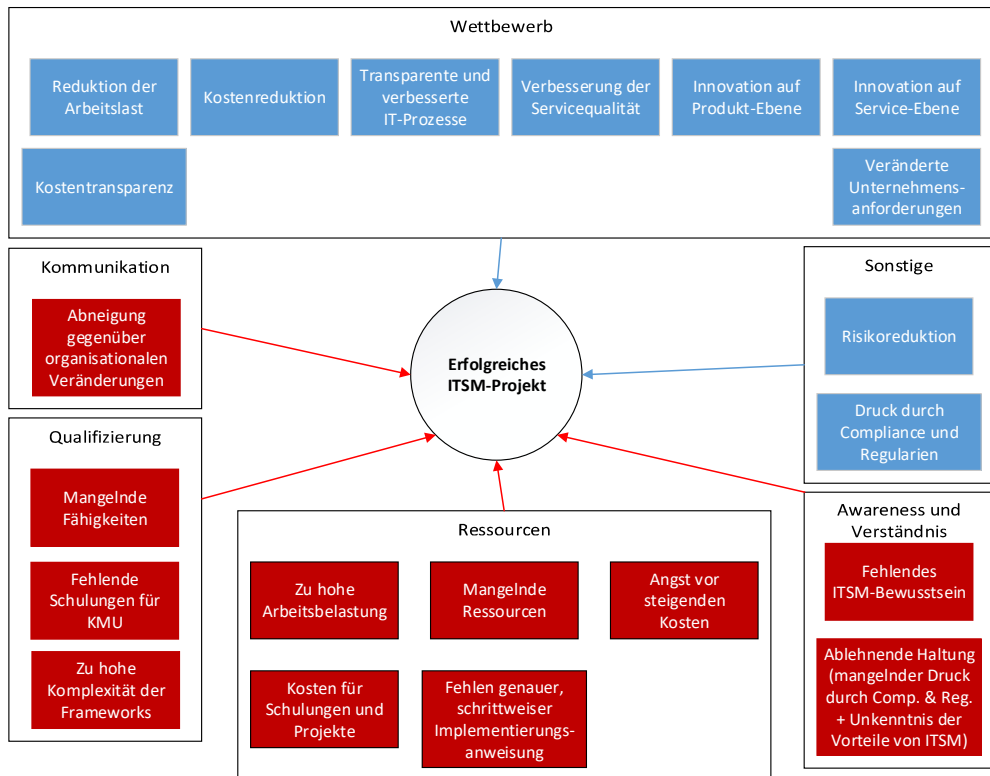 Wettbewerb
Reduktion der
Arbeitslast
Kostenreduktion
Transparente und
verbesserte
IT-Prozesse
Verbesserung der
Servicequalität
Innovation auf
Produkt-Ebene
Innovation auf
Service-Ebene
Kostentransparenz
Veränderte
Unternehmens-
anforderungen
Kommunikation
Abneigung
gegenüber
organisationalen
Veränderungen
Sonstige
Risikoreduktion
Druck durch
Compliance und
Regularien
Erfolgreiches
ITSM-Projekt
Qualifizierung
Mangelnde
Fähigkeiten
Fehlende
Schulungen für
KMU
Zu hohe
Komplexität der
Frameworks
Ressourcen
Zu hohe
Arbeitsbelastung
Mangelnde
Ressourcen
Angst vor
steigenden
Kosten
Kosten für
Schulungen und
Projekte
Fehlen genauer,
schrittweiser
Implementierungs-
anweisung
Awareness und
Verständnis
Fehlendes
ITSM-Bewusstsein
Ablehnende Haltung
(mangelnder Druck
durch Comp. & Reg.
+ Unkenntnis der
Vorteile von ITSM)